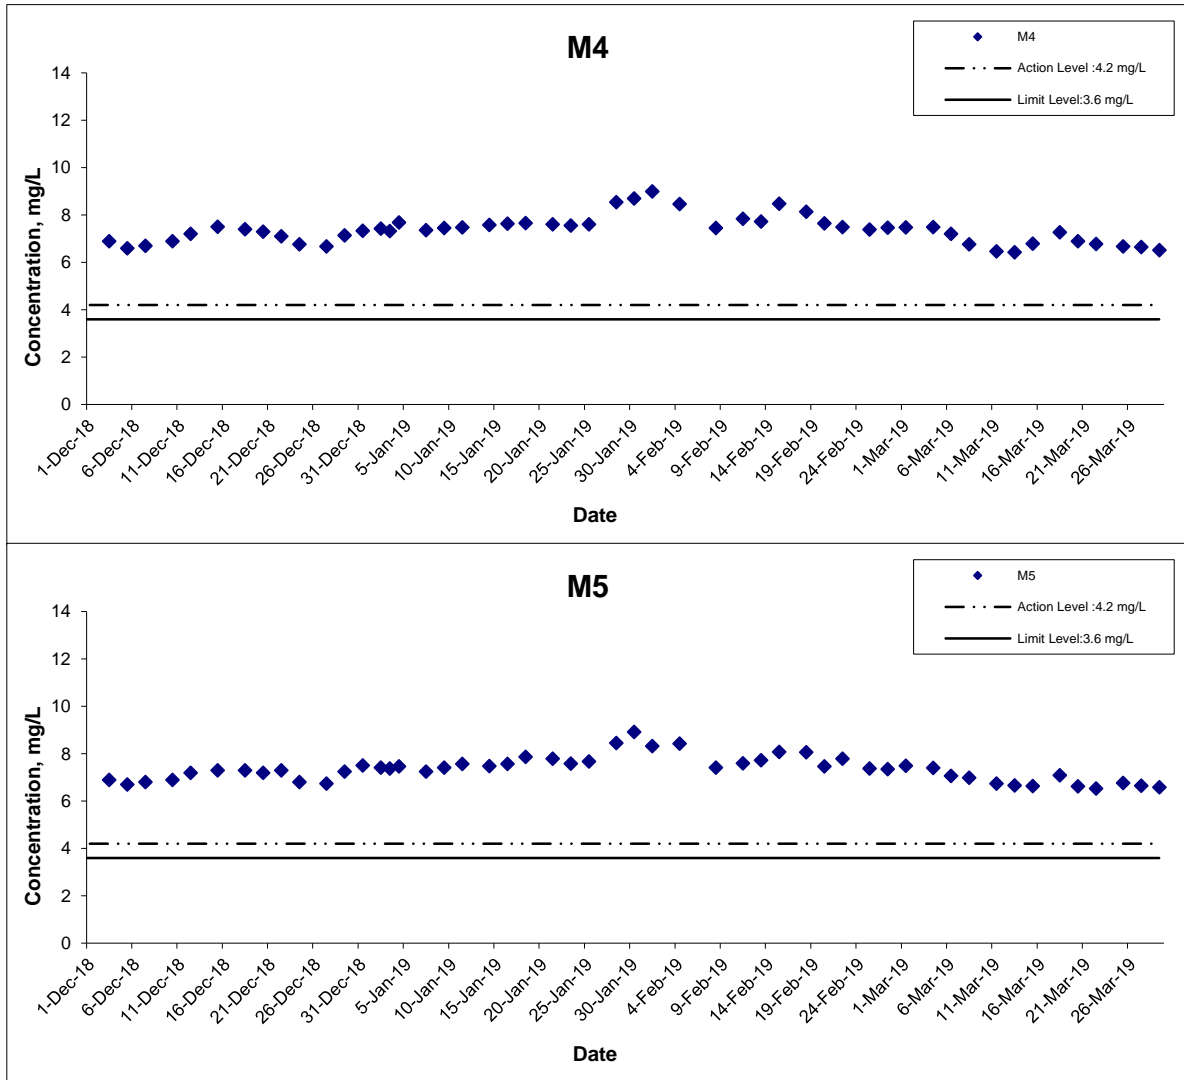 M4
M4
Action Level :4.2 mg/L
Limit Level:3.6 mg/L
Concentration, mg/L
14
12
10
8
6
4
2
0
1-Dec-18
6-Dec-18
11-Dec-18
16-Dec-18
21-Dec-18
26-Dec-18
31-Dec-18
5-Jan-19
10-Jan-19
15-Jan-19
20-Jan-19
25-Jan-19
30-Jan-19
4-Feb-19
9-Feb-19
14-Feb-19
19-Feb-19
24-Feb-19
1-Mar-19
6-Mar-19
11-Mar-19
16-Mar-19
21-Mar-19
26-Mar-19
Date
M5
M5
Action Level :4.2 mg/L
Limit Level:3.6 mg/L
Concentration, mg/L
14
12
10
8
6
4
2
0
1-Dec-18
6-Dec-18
11-Dec-18
16-Dec-18
21-Dec-18
26-Dec-18
31-Dec-18
5-Jan-19
10-Jan-19
15-Jan-19
20-Jan-19
25-Jan-19
30-Jan-19
4-Feb-19
9-Feb-19
14-Feb-19
19-Feb-19
24-Feb-19
1-Mar-19
6-Mar-19
11-Mar-19
16-Mar-19
21-Mar-19
26-Mar-19
Date